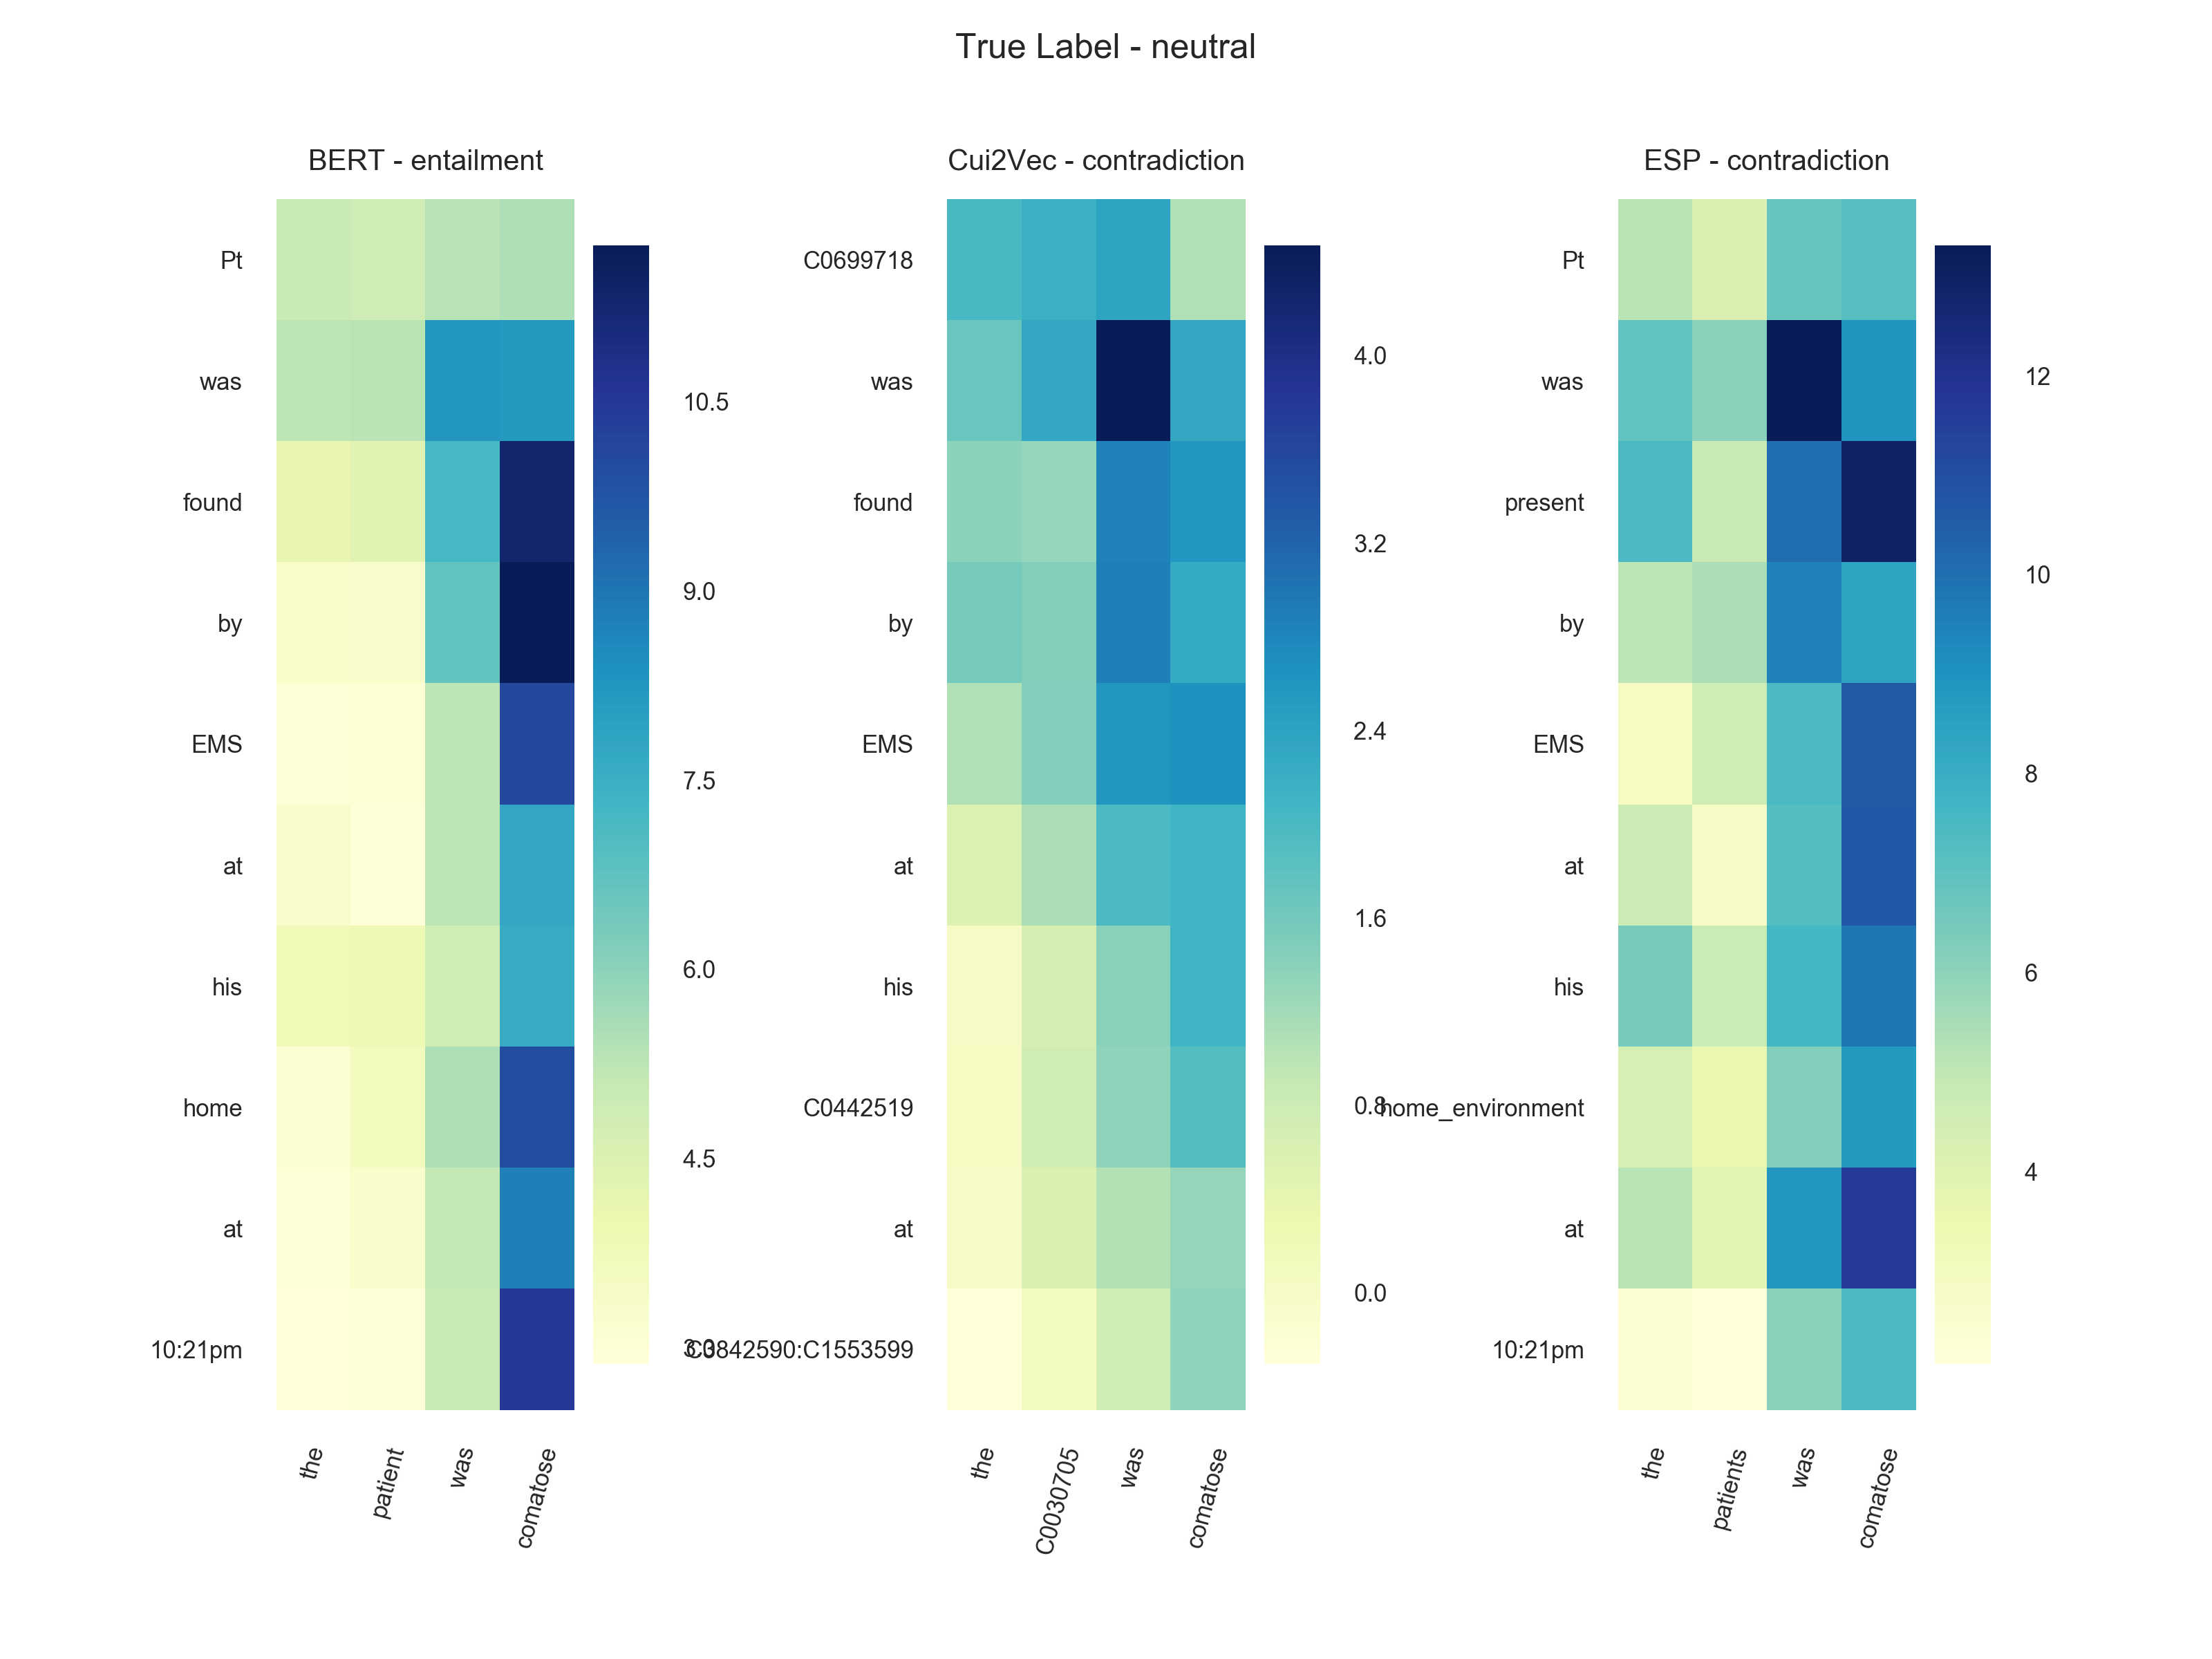 True Label - neutral
BERT - entailment
Pt
was
found
by
EMS
at
his
home
at
10:21pm
the
patient
was
comatose
10.5
9.0
7.5
6.0
4.5
3.0
Cui2Vec - contradiction
C0699718
was
found
by
EMS
at
his
C0442519
at
C3842590:C1553599
the
C0030705
was
comatose
4.0
3.2
2.4
1.6
0.8
0.0
ESP - contradiction
Pt
was
present
by
EMS
at
his
home_environment
at
10:21pm
the
patients
was
comatose
12
10
8
6
4